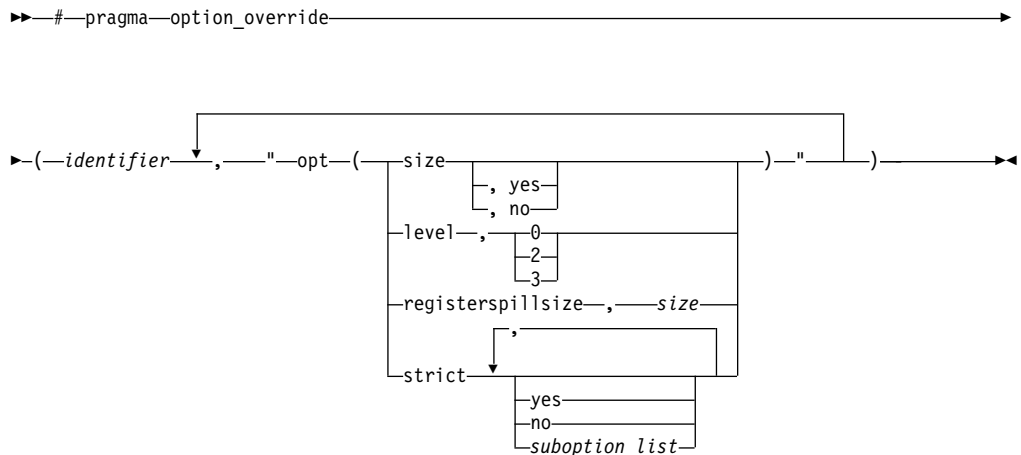 # pragma option_override
( identifier , " opt ( size ) " )
, yes
, no
level , 0
2
3
registerspillsize , size
,
strict
yes
no
suboption list